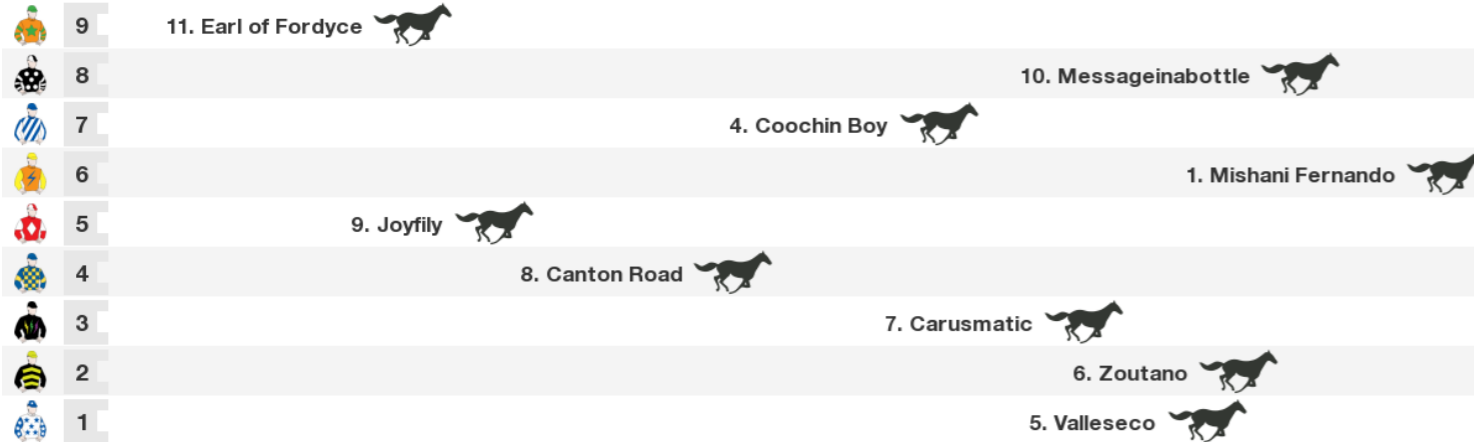 9 11. Earl of Fordyce
8 10. Messageinabottle
7 4. Coochin Boy
6 1. Mishani Fernando
5 9. Joyfily
4 8. Canton Road
3 7. Carusmatic
2 6. Zoutano
1 5. Valleseco